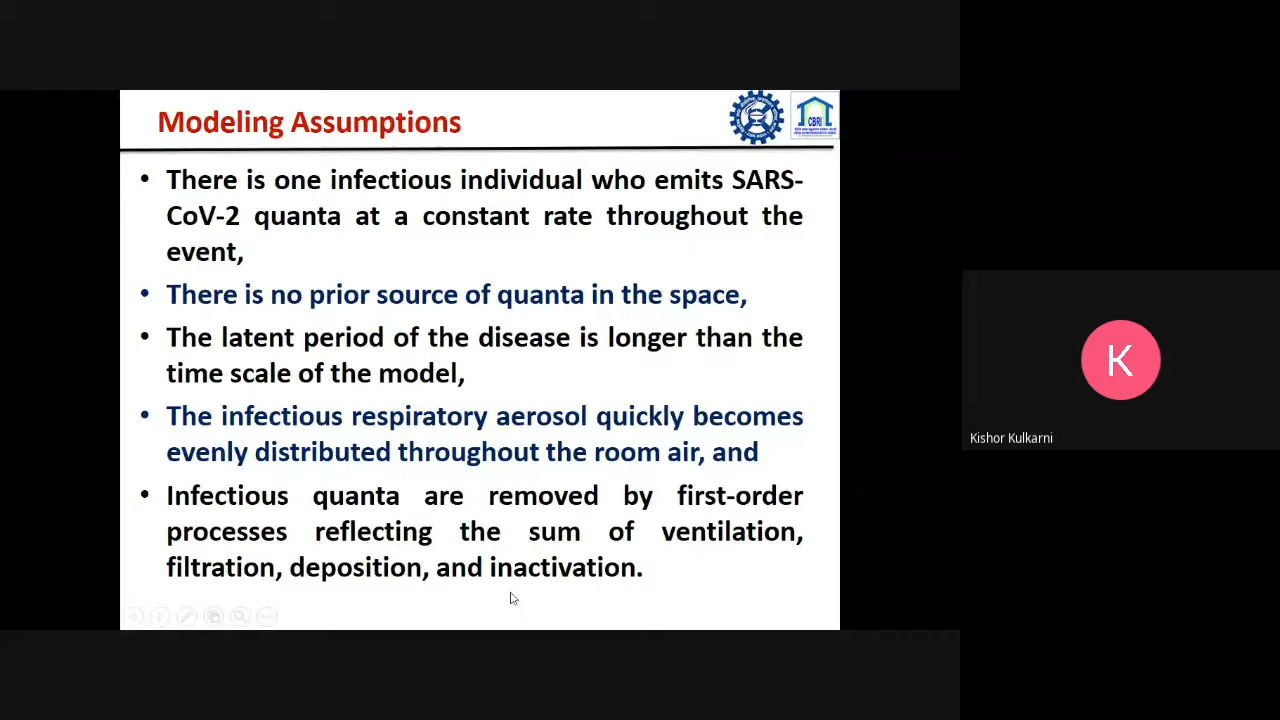 Modeling Assumptions
CBRI
• There is one infectious individual who emits SARS-
CoV-2 quanta at a constant rate throughout the
event,
• There is no prior source of quanta in the space,
• The latent period of the disease is longer than the
time scale of the model,
• The infectious respiratory aerosol quickly becomes
evenly distributed throughout the room air, and
• Infectious quanta are removed by first-order
processes reflecting the sum of ventilation,
filtration, deposition, and inactivation.
K
Kishor Kulkarni